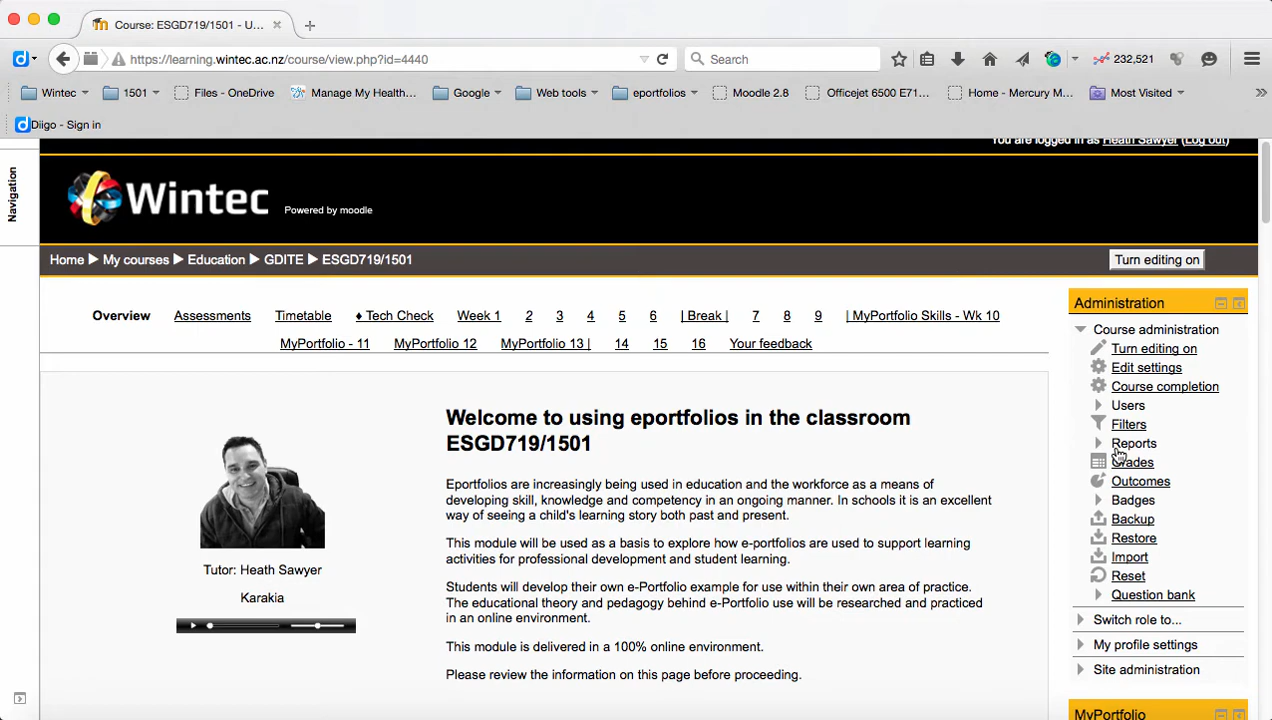 Course: ESGD719/1501 - U...
https://learning.wintec.ac.nz/course/view.php?id=4440
Search
232,521
Wintec
1501
Files - OneDrive
Manage My Health...
Google
Web tools
eportfolios
Moodle 2.8
Officejet 6500 E71...
Home - Mercury M...
Most Visited
Diigo - Sign in
You are logged in as Heath Sawyer (Log out)
Navigation
Wintec
Powered by moodle
Home ▶ My courses ▶ Education ▶ GDITE ▶ ESGD719/1501
Turn editing on
Overview Assessments Timetable ♦ Tech Check Week 1 2 3 4 5 6 | Break | 7 8 9 | MyPortfolio Skills - Wk 10
MyPortfolio - 11 MyPortfolio 12 MyPortfolio 13 | 14 15 16 Your feedback
Welcome to using eportfolios in the classroom
ESGD719/1501
Eportfolios are increasingly being used in education and the workforce as a means of
developing skill, knowledge and competency in an ongoing manner. In schools it is an excellent
way of seeing a child's learning story both past and present.
This module will be used as a basis to explore how e-portfolios are used to support learning
activities for professional development and student learning.
Students will develop their own e-Portfolio example for use within their own area of practice.
The educational theory and pedagogy behind e-Portfolio use will be researched and practiced
in an online environment.
This module is delivered in a 100% online environment.
Please review the information on this page before proceeding.
Tutor: Heath Sawyer
Karakia
Administration
Course administration
Turn editing on
Edit settings
Course completion
Users
Filters
Reports
Grades
Outcomes
Badges
Backup
Restore
Import
Reset
Question bank
Switch role to...
My profile settings
Site administration
MyPortfolio